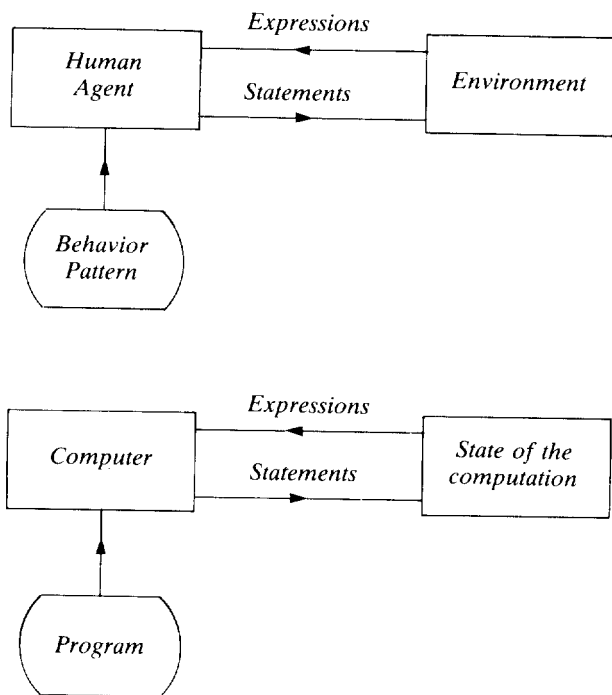 Expressions
Human
Agent
Statements
Environment
Behavior
Pattern
Expressions
Computer
Statements
State of the
computation
Program